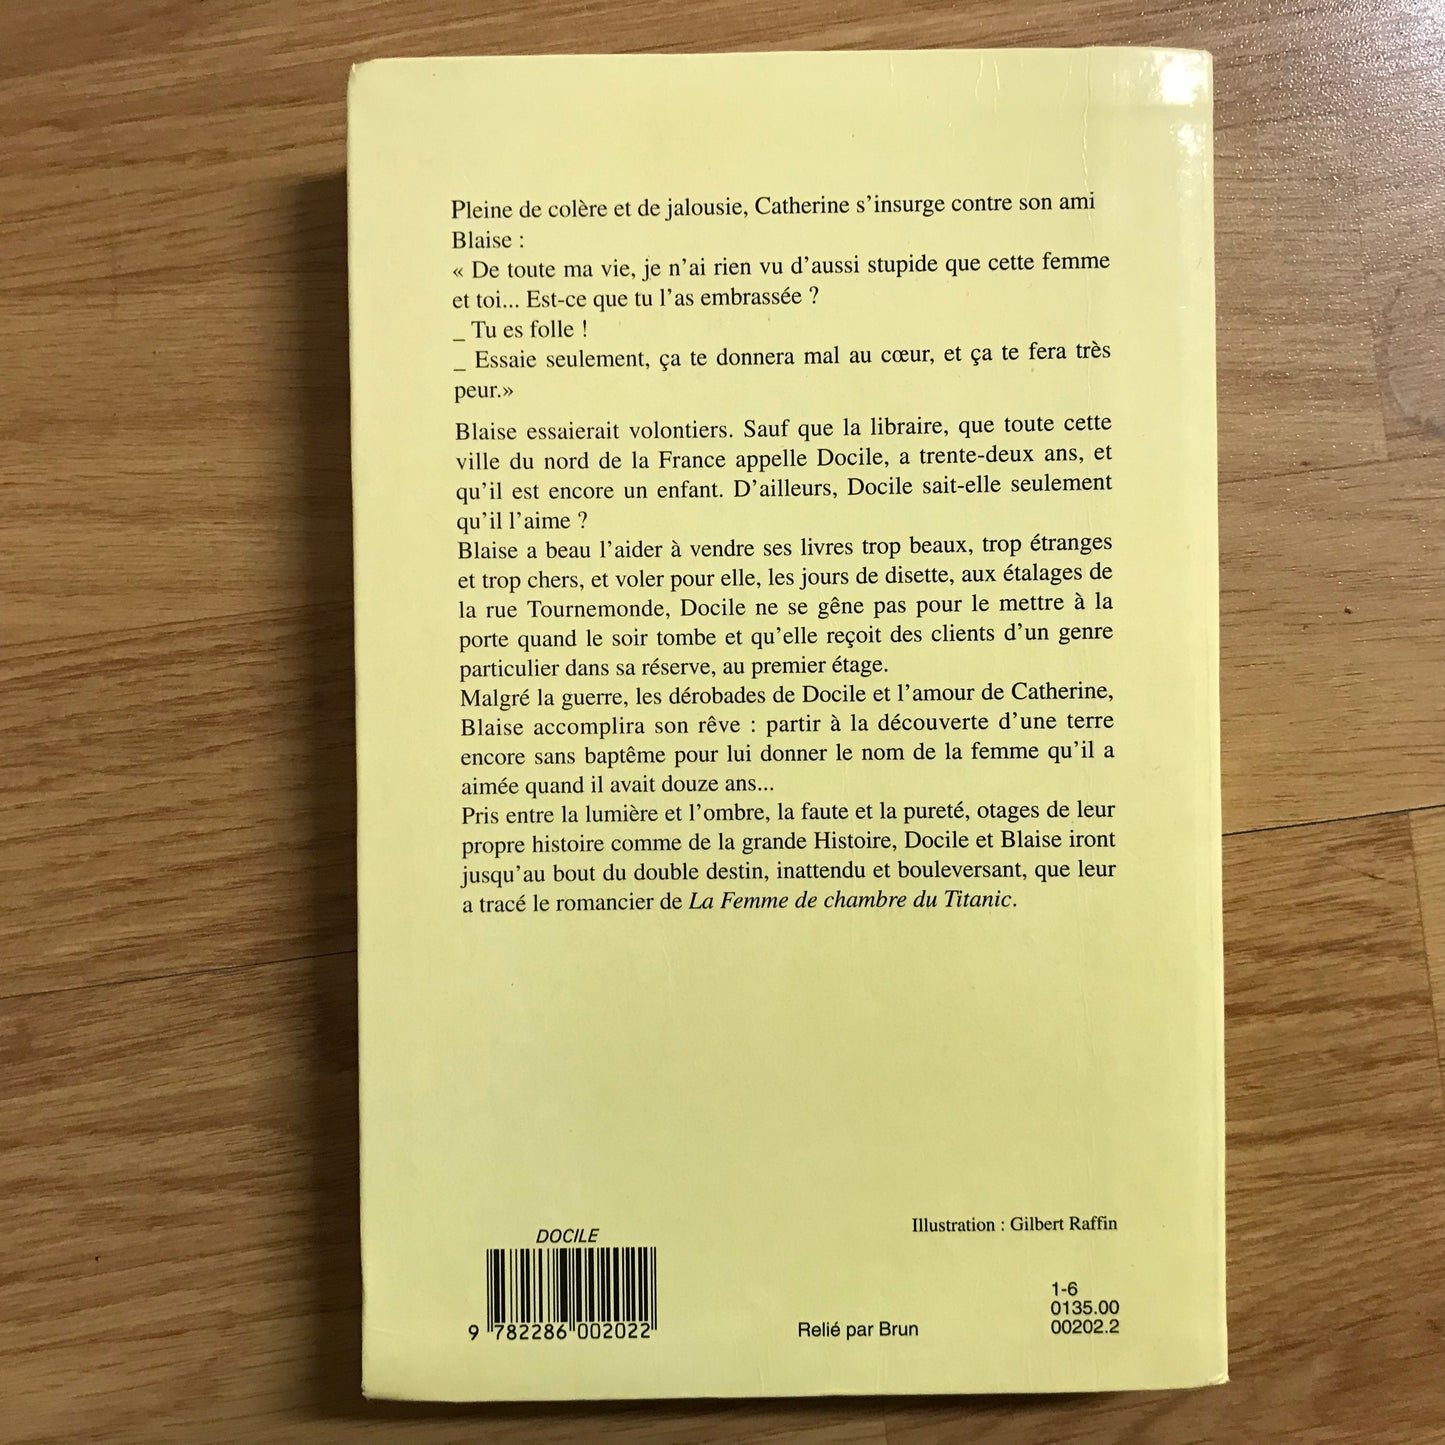 Pleine de colère et de jalousie, Catherine s'insurge contre son ami
Blaise :
« De toute ma vie, je n'ai rien vu d'aussi stupide que cette femme
et toi... Est-ce que tu l'as embrassée ?
_ Tu es folle !
_ Essaie seulement, ça te donnera mal au cœur, et ça te fera très
peur.»
Blaise essaierait volontiers. Sauf que la libraire, que toute cette
ville du nord de la France appelle Docile, a trente-deux ans, et
qu'il est encore un enfant. D'ailleurs, Docile sait-elle seulement
qu'il l'aime ?
Blaise a beau l'aider à vendre ses livres trop beaux, trop étranges
et trop chers, et voler pour elle, les jours de disette, aux étalages de
la rue Tournemonde, Docile ne se gêne pas pour le mettre à la
porte quand le soir tombe et qu'elle reçoit des clients d'un genre
particulier dans sa réserve, au premier étage.
Malgré la guerre, les dérobades de Docile et l'amour de Catherine,
Blaise accomplira son rêve : partir à la découverte d'une terre
encore sans baptême pour lui donner le nom de la femme qu'il a
aimée quand il avait douze ans...
Pris entre la lumière et l'ombre, la faute et la pureté, otages de leur
propre histoire comme de la grande Histoire, Docile et Blaise iront
jusqu'au bout du double destin, inattendu et bouleversant, que leur
a tracé le romancier de La Femme de chambre du Titanic.
Illustration : Gilbert Raffin
DOCILE
9 782286 002022
Relié par Brun
1-6
0135.00
00202.2